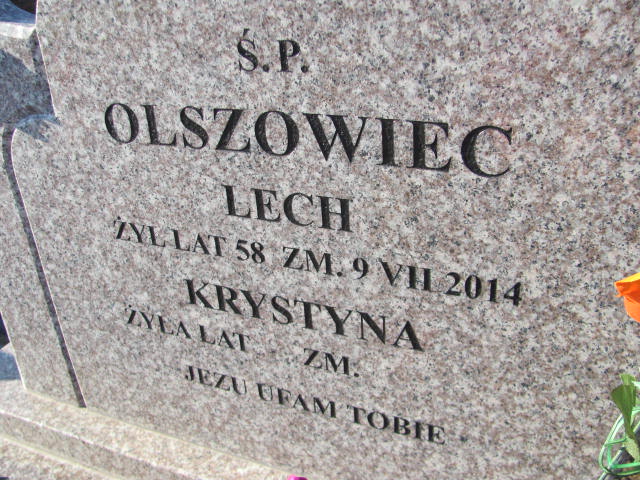 Ś.P.
OLSZOWIEC
LECH
ŻYŁ LAT 58 ZM. 9 VII 2014
KRYSTYNA
ŻYŁA LAT ZM.
JEZU UFAM TOBIE